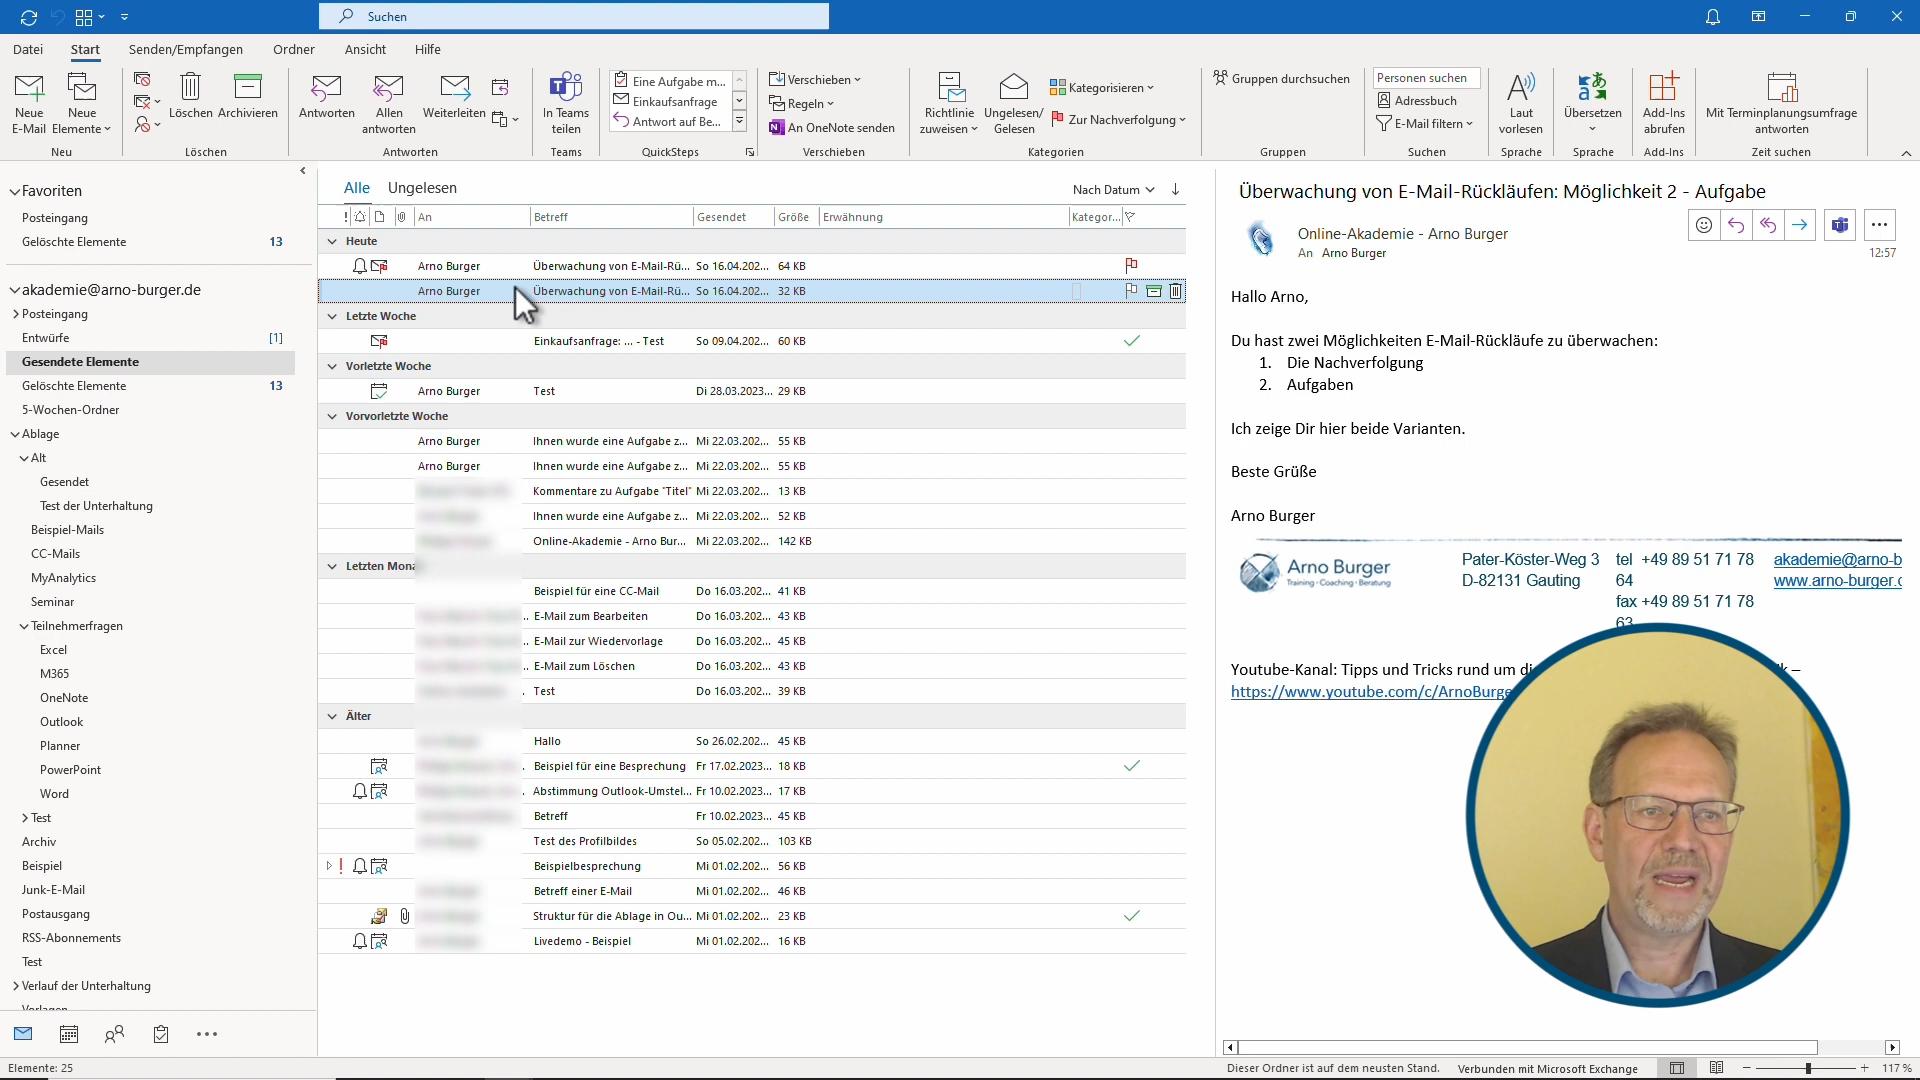 Suchen
Datei Start Senden/Empfangen Ordner Ansicht Hilfe
Neue E-Mail
Neue Elemente
Neu
Löschen Archivieren
Löschen
Antworten Allen antworten Weiterleiten
Antworten
In Teams teilen
Teams
Eine Aufgabe m...
Einkaufsanfrage
Antwort auf Be...
QuickSteps
Verschieben
Regeln
An OneNote senden
Verschieben
Richtlinie zuweisen
Ungelesen/ Gelesen
Kategorisieren
Zur Nachverfolgung
Kategorien
Gruppen durchsuchen
Gruppen
Personen suchen
Adressbuch
E-Mail filtern
Suchen
Laut vorlesen
Sprache
Übersetzen
Sprache
Add-Ins abrufen
Add-Ins
Mit Terminplanungsumfrage antworten
Zeit suchen
Favoriten
Posteingang
Gelöschte Elemente 13
akademie@arno-burger.de
Posteingang
Entwürfe [1]
Gesendete Elemente
Gelöschte Elemente 13
5-Wochen-Ordner
Ablage
Alt
Gesendet
Test der Unterhaltung
Beispiel-Mails
CC-Mails
MyAnalytics
Seminar
Teilnehmerfragen
Excel
M365
OneNote
Outlook
Planner
PowerPoint
Word
Test
Archiv
Beispiel
Junk-E-Mail
Postausgang
RSS-Abonnements
Test
Verlauf der Unterhaltung
Vorlagen
Alle Ungelesen Nach Datum
An Betreff Gesendet Größe Erwähnung Kategor...
Heute
Arno Burger Überwachung von E-Mail-Rü... So 16.04.202... 64 KB
Arno Burger Überwachung von E-Mail-Rü... So 16.04.202... 32 KB
Letzte Woche
Einkaufsanfrage: ... - Test So 09.04.202... 60 KB
Vorletzte Woche
Arno Burger Test Di 28.03.2023... 29 KB
Vorvorletzte Woche
Arno Burger Ihnen wurde eine Aufgabe z... Mi 22.03.202... 55 KB
Arno Burger Ihnen wurde eine Aufgabe z... Mi 22.03.202... 55 KB
Kommentare zu Aufgabe "Titel" Mi 22.03.202... 13 KB
Ihnen wurde eine Aufgabe z... Mi 22.03.202... 52 KB
Online-Akademie - Arno Bur... Mi 22.03.202... 142 KB
Letzten Mona
Beispiel für eine CC-Mail Do 16.03.202... 41 KB
E-Mail zum Bearbeiten Do 16.03.202... 43 KB
E-Mail zur Wiedervorlage Do 16.03.202... 45 KB
E-Mail zum Löschen Do 16.03.202... 43 KB
Test Do 16.03.202... 39 KB
Älter
Hallo So 26.02.202... 45 KB
Beispiel für eine Besprechung Fr 17.02.2023... 18 KB
Abstimmung Outlook-Umstel... Fr 10.02.2023... 17 KB
Betreff Fr 10.02.2023... 45 KB
Test des Profilbildes So 05.02.202... 103 KB
Beispielbesprechung Mi 01.02.202... 56 KB
Betreff einer E-Mail Mi 01.02.202... 46 KB
Struktur für die Ablage in Ou... Mi 01.02.202... 23 KB
Livedemo - Beispiel Mi 01.02.202... 16 KB
Überwachung von E-Mail-Rückläufen: Möglichkeit 2 - Aufgabe
Online-Akademie - Arno Burger
An Arno Burger 12:57
Hallo Arno,
Du hast zwei Möglichkeiten E-Mail-Rückläufe zu überwachen:
1. Die Nachverfolgung
2. Aufgaben
Ich zeige Dir hier beide Varianten.
Beste Grüße
Arno Burger
Arno Burger
Training · Coaching · Beratung
Pater-Köster-Weg 3
D-82131 Gauting
tel +49 89 51 71 78
64
fax +49 89 51 71 78
63
akademie@arno-b
www.arno-burger.
Youtube-Kanal: Tipps und Tricks rund um di
https://www.youtube.com/c/ArnoBurge
Elemente: 25 Dieser Ordner ist auf dem neusten Stand. Verbunden mit Microsoft Exchange 117 %